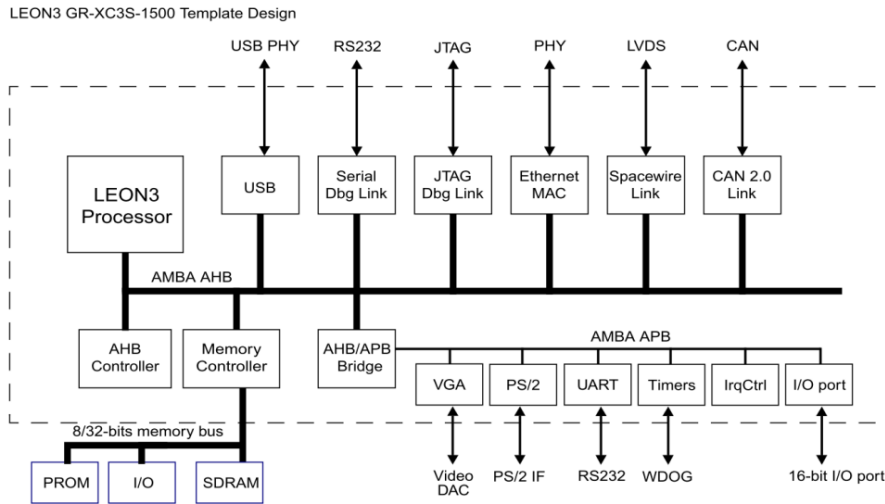 LEON3 GR-XC3S-1500 Template Design
USB PHY
RS232
JTAG
PHY
LVDS
CAN
LEON3
Processor
USB
Serial
Dbg Link
JTAG
Dbg Link
Ethernet
MAC
Spacewire
Link
CAN 2.0
Link
AMBA AHB
AHB
Controller
Memory
Controller
AHB/APB
Bridge
AMBA APB
VGA
PS/2
UART
Timers
IrqCtrl
I/O port
8/32-bits memory bus
PROM
I/O
SDRAM
Video
DAC
PS/2 IF
RS232
WDOG
16-bit I/O port